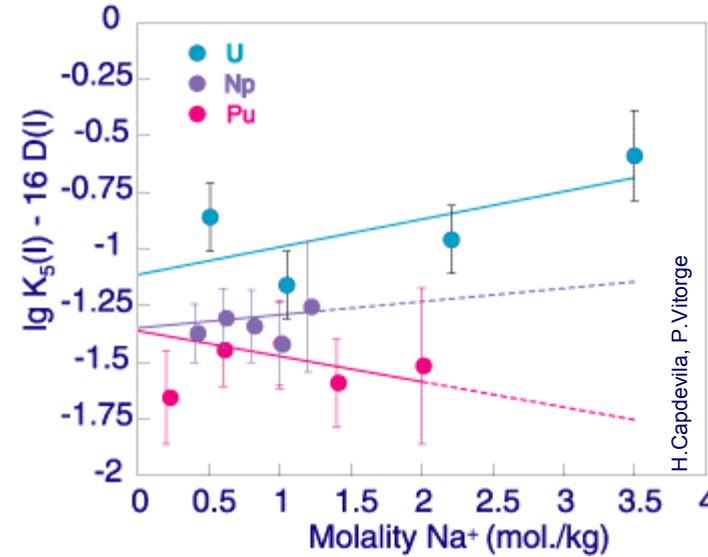 0
-0.25
-0.5
-0.75
-1
-1.25
-1.5
-1.75
-2
lg K₅(I) - 16 D(I)
U
Np
Pu
H.Capdevila, P.Vitorge
0 0.5 1 1.5 2 2.5 3 3.5 4
Molality Na⁺ (mol./kg)